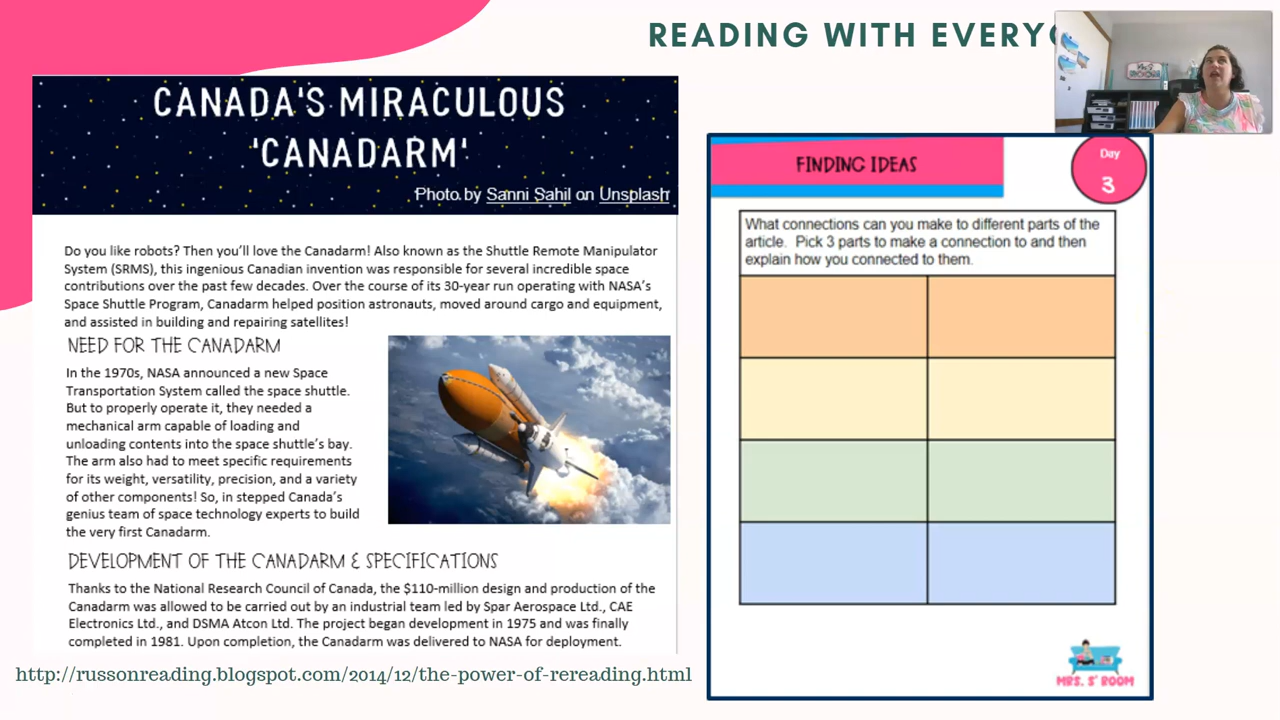 READING WITH EVERYO
CANADA'S MIRACULOUS
'CANADARM'
Photo by Sanni Sahil on Unsplash
Do you like robots? Then you'll love the Canadarm! Also known as the Shuttle Remote Manipulator
System (SRMS), this ingenious Canadian invention was responsible for several incredible space
contributions over the past few decades. Over the course of its 30-year run operating with NASA's
Space Shuttle Program, Canadarm helped position astronauts, moved around cargo and equipment,
and assisted in building and repairing satellites!
NEED FOR THE CANADARM
In the 1970s, NASA announced a new Space
Transportation System called the space shuttle.
But to properly operate it, they needed a
mechanical arm capable of loading and
unloading contents into the space shuttle's bay.
The arm also had to meet specific requirements
for its weight, versatility, precision, and a variety
of other components! So, in stepped Canada's
genius team of space technology experts to build
the very first Canadarm.
DEVELOPMENT OF THE CANADARM & SPECIFICATIONS
Thanks to the National Research Council of Canada, the $110-million design and production of the
Canadarm was allowed to be carried out by an industrial team led by Spar Aerospace Ltd., CAE
Electronics Ltd., and DSMA Atcon Ltd. The project began development in 1975 and was finally
completed in 1981. Upon completion, the Canadarm was delivered to NASA for deployment.
http://russonreading.blogspot.com/2014/12/the-power-of-rereading.html
FINDING IDEAS
Day
3
What connections can you make to different parts of the
article. Pick 3 parts to make a connection to and then
explain how you connected to them.
MRS. S' ROOM